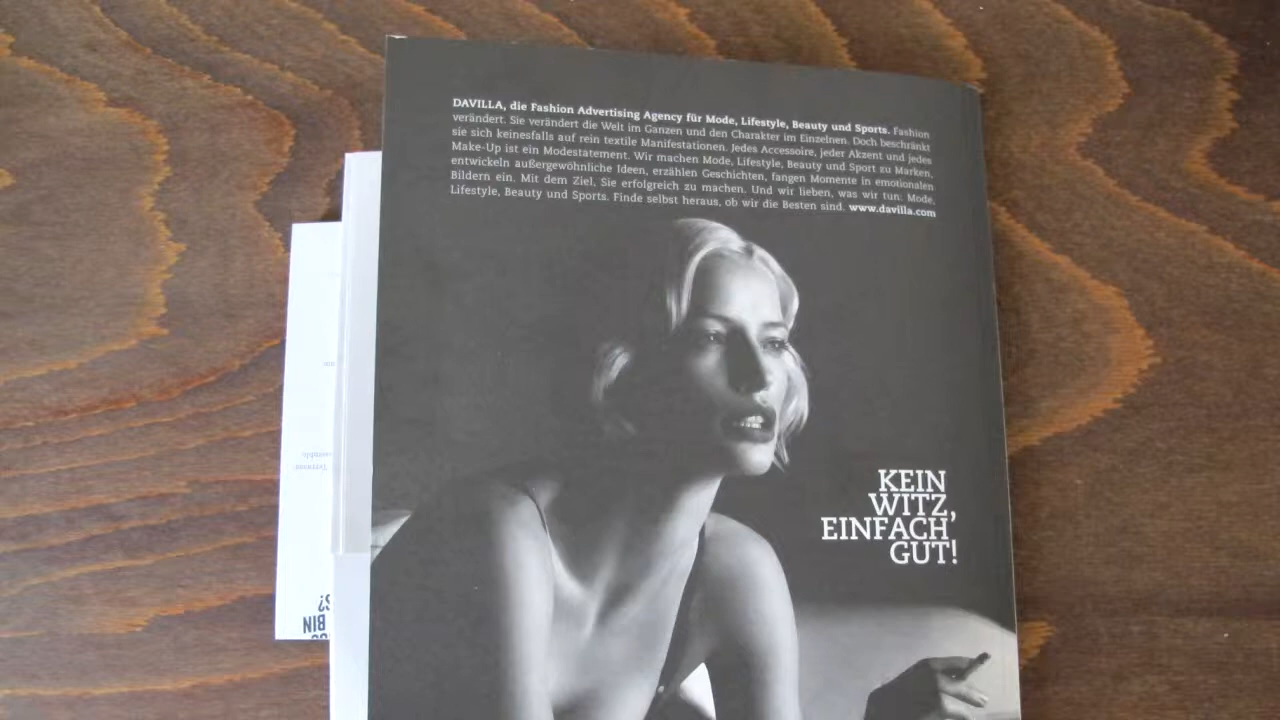 DAVILLA, die Fashion Advertising Agency für Mode, Lifestyle, Beauty und Sports. Fashion
verändert. Sie verändert die Welt im Ganzen und den Charakter im Einzelnen. Doch beschränkt
sie sich keinesfalls auf rein textile Manifestationen. Jedes Accessoire, jeder Akzent und jedes
Make-Up ist ein Modestatement. Wir machen Mode, Lifestyle, Beauty und Sport zu Marken,
entwickeln außergewöhnliche Ideen, erzählen Geschichten, fangen Momente in emotionalen
Bildern ein. Mit dem Ziel, Sie erfolgreich zu machen. Und wir lieben, was wir tun: Mode,
Lifestyle, Beauty und Sports. Finde selbst heraus, ob wir die Besten sind. www.davilla.com
KEIN
WITZ,
EINFACH
GUT!
BIN